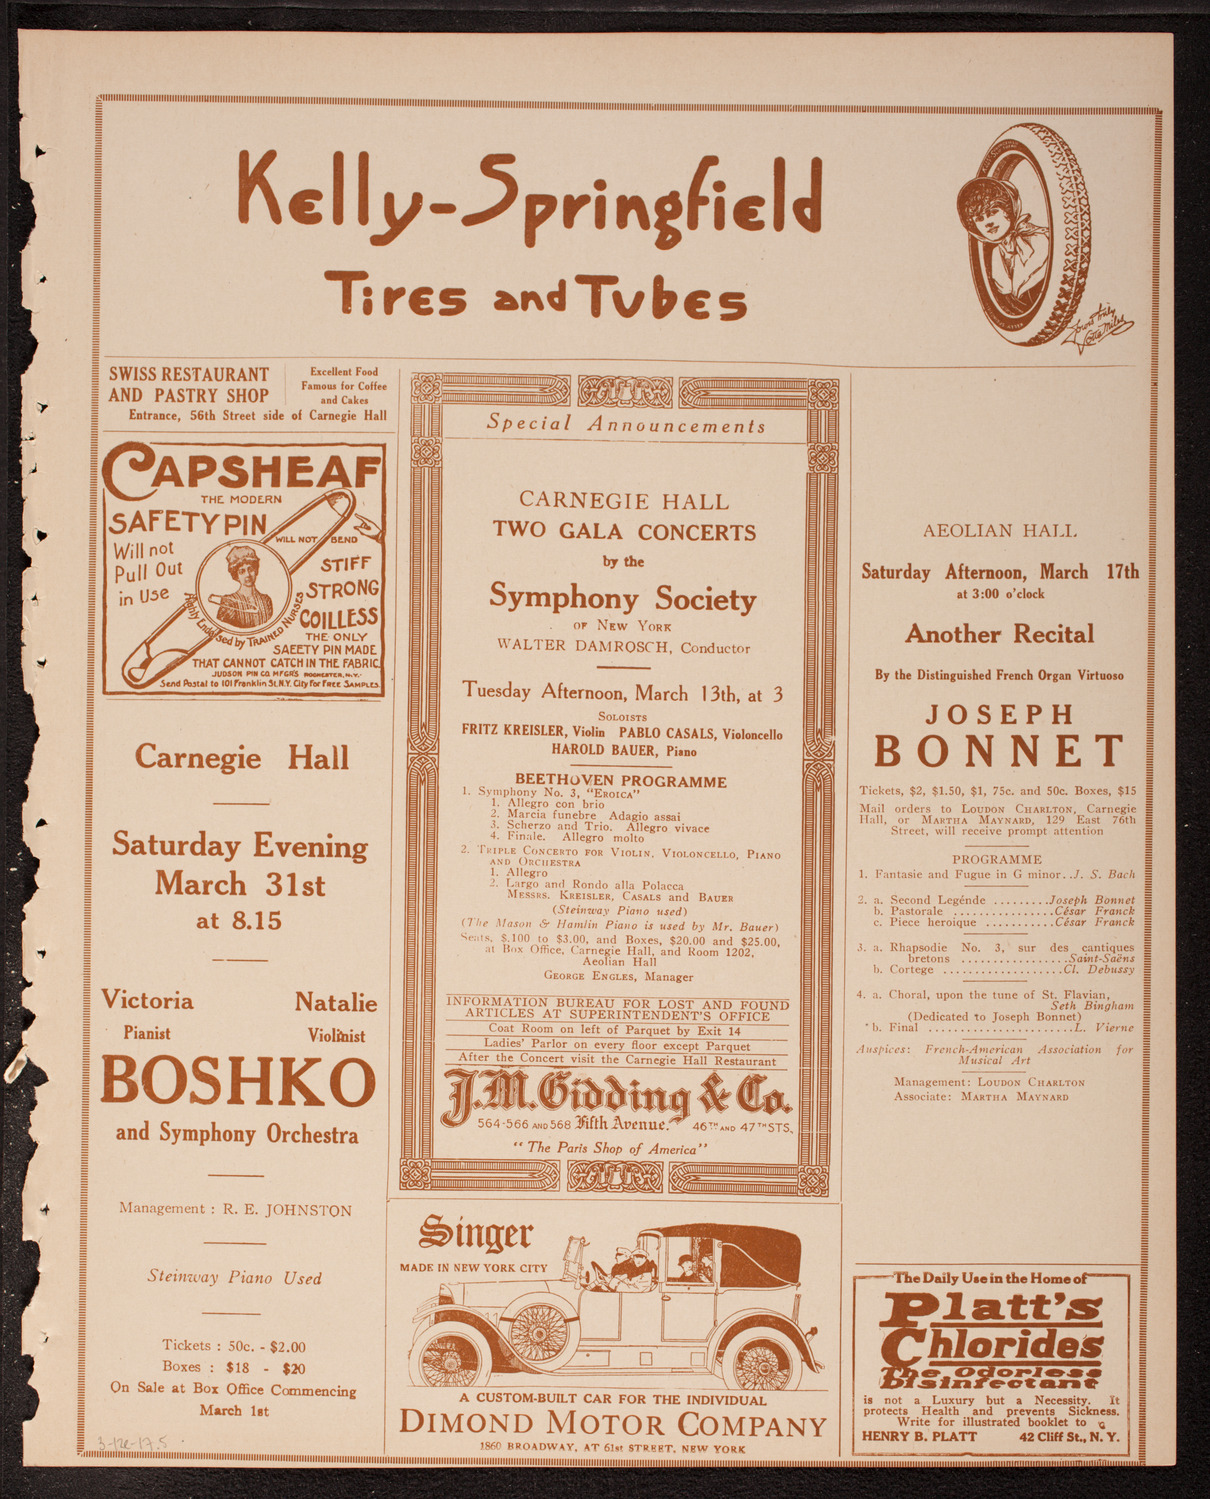 Kelly-Springfield
Tires and Tubes
SWISS RESTAURANT
AND PASTRY SHOP
Excellent Food
Famous for Coffee
and Cakes
Entrance, 56th Street side of Carnegie Hall
CAPSHEAF
THE MODERN
SAFETY PIN
WILL NOT BEND
Will not
Pull Out
in Use
STIFF
STRONG
COILLESS
Highly Endorsed by TRAINED NURSES
THE ONLY
SAFETY PIN MADE
THAT CANNOT CATCH IN THE FABRIC
JUDSON PIN CO. MFGRS ROCHESTER, N.Y.
Send Postal to 101 Franklin St. N.Y. City for FREE SAMPLES
Carnegie Hall
Saturday Evening
March 31st
at 8.15
Victoria Natalie
Pianist Violinist
BOSHKO
and Symphony Orchestra
Management : R. E. JOHNSTON
Steinway Piano Used
Tickets : 50c. - $2.00
Boxes : $18 - $20
On Sale at Box Office Commencing
March 1st
3-12-17.5
Special Announcements
CARNEGIE HALL
TWO GALA CONCERTS
by the
Symphony Society
OF NEW YORK
WALTER DAMROSCH, Conductor
Tuesday Afternoon, March 13th, at 3
SOLOISTS
FRITZ KREISLER, Violin PABLO CASALS, Violoncello
HAROLD BAUER, Piano
BEETHOVEN PROGRAMME
1. Symphony No. 3, "EROICA"
1. Allegro con brio
2. Marcia funebre Adagio assai
3. Scherzo and Trio. Allegro vivace
4. Finale. Allegro molto
2. TRIPLE CONCERTO FOR VIOLIN, VIOLONCELLO, PIANO
AND ORCHESTRA
1. Allegro
2. Largo and Rondo alla Polacca
MESSRS. KREISLER, CASALS AND BAUER
(Steinway Piano used)
(The Mason & Hamlin Piano is used by Mr. Bauer)
Seats, $.100 to $3.00, and Boxes, $20.00 and $25.00,
at Box Office, Carnegie Hall, and Room 1202,
Aeolian Hall
GEORGE ENGLES, Manager
INFORMATION BUREAU FOR LOST AND FOUND
ARTICLES AT SUPERINTENDENT'S OFFICE
Coat Room on left of Parquet by Exit 14
Ladies' Parlor on every floor except Parquet
After the Concert visit the Carnegie Hall Restaurant
J.M. Gidding & Co.
564-566 AND 568 Fifth Avenue. 46TH AND 47TH STS.
"The Paris Shop of America"
Singer
MADE IN NEW YORK CITY
A CUSTOM-BUILT CAR FOR THE INDIVIDUAL
DIMOND MOTOR COMPANY
1860 BROADWAY, AT 61st STREET, NEW YORK
AEOLIAN HALL
Saturday Afternoon, March 17th
at 3:00 o'clock
Another Recital
By the Distinguished French Organ Virtuoso
JOSEPH
BONNET
Tickets, $2, $1.50, $1, 75c. and 50c. Boxes, $15
Mail orders to LOUDON CHARLTON, Carnegie
Hall, or MARTHA MAYNARD, 129 East 76th
Street, will receive prompt attention
PROGRAMME
1. Fantasie and Fugue in G minor..J. S. Bach
2. a. Second Legénde .........Joseph Bonnet
b. Pastorale ................César Franck
c. Piece heroique ...........César Franck
3. a. Rhapsodie No. 3, sur des cantiques
bretons .................Saint-Saëns
b. Cortege ...................Cl. Debussy
4. a. Choral, upon the tune of St. Flavian,
Seth Bingham
(Dedicated to Joseph Bonnet)
b. Final .......................L. Vierne
Auspices: French-American Association for
Musical Art
Management: LOUDON CHARLTON
Associate: MARTHA MAYNARD
The Daily Use in the Home of
Platt's
Chlorides
The Odorless
Disinfectant
is not a Luxury but a Necessity. It
protects Health and prevents Sickness.
Write for illustrated booklet to
HENRY B. PLATT 42 Cliff St., N. Y.